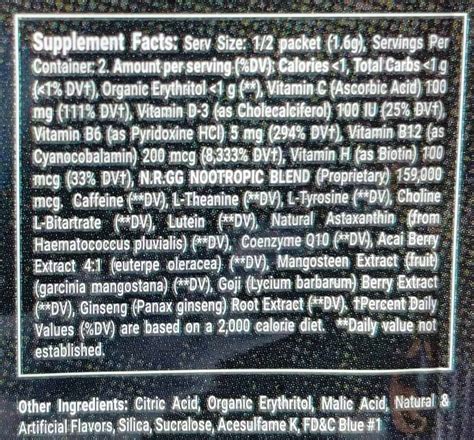 Supplement Facts: Serv Size: 1/2 packet (1.6g), Servings Per
Container: 2. Amount per serving (%DV): Calories <1, Total Carbs <1 g
(<1% DV†), Organic Erythritol <1 g (**), Vitamin C (Ascorbic Acid) 100
mg (111% DV†), Vitamin D-3 (as Cholecalciferol) 100 IU (25% DV†),
Vitamin B6 (as Pyridoxine HCl) 5 mg (294% DV†), Vitamin B12 (as
Cyanocobalamin) 200 mcg (8,333% DV†), Vitamin H (as Biotin) 100
mcg (33% DV†), N.R.GG NOOTROPIC BLEND (Proprietary) 159,000
mcg. Caffeine (**DV), L-Theanine (**DV), L-Tyrosine (**DV), Choline
L-Bitartrate (**DV), Lutein (**DV), Natural Astaxanthin (from
Haematococcus pluvialis) (**DV), Coenzyme Q10 (**DV), Acai Berry
Extract 4:1 (euterpe oleracea) (**DV), Mangosteen Extract (fruit)
(garcinia mangostana) (**DV), Goji (Lycium barbarum) Berry Extract
(**DV), Ginseng (Panax ginseng) Root Extract (**DV). †Percent Daily
Values (%DV) are based on a 2,000 calorie diet. **Daily value not
established.
Other Ingredients: Citric Acid, Organic Erythritol, Malic Acid, Natural &
Artificial Flavors, Silica, Sucralose, Acesulfame K, FD&C Blue #1